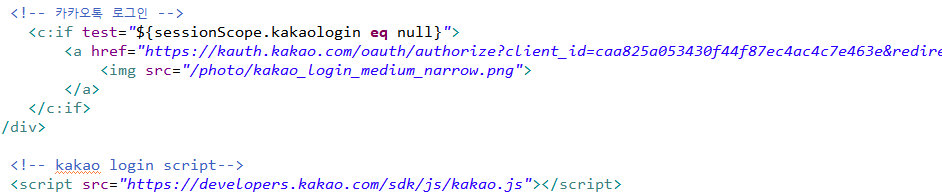 <!-- 카카오톡 로그인 -->
<c:if test="${sessionScope.kakaologin eq null}">
<a href="https://kauth.kakao.com/oauth/authorize?client_id=caa825a053430f44f87ec4ac4c7e463e&redire
<img src="/photo/kakao_login_medium_narrow.png">
</a>
</c:if>
/div>
<!-- kakao login script-->
<script src="https://developers.kakao.com/sdk/js/kakao.js"></script>